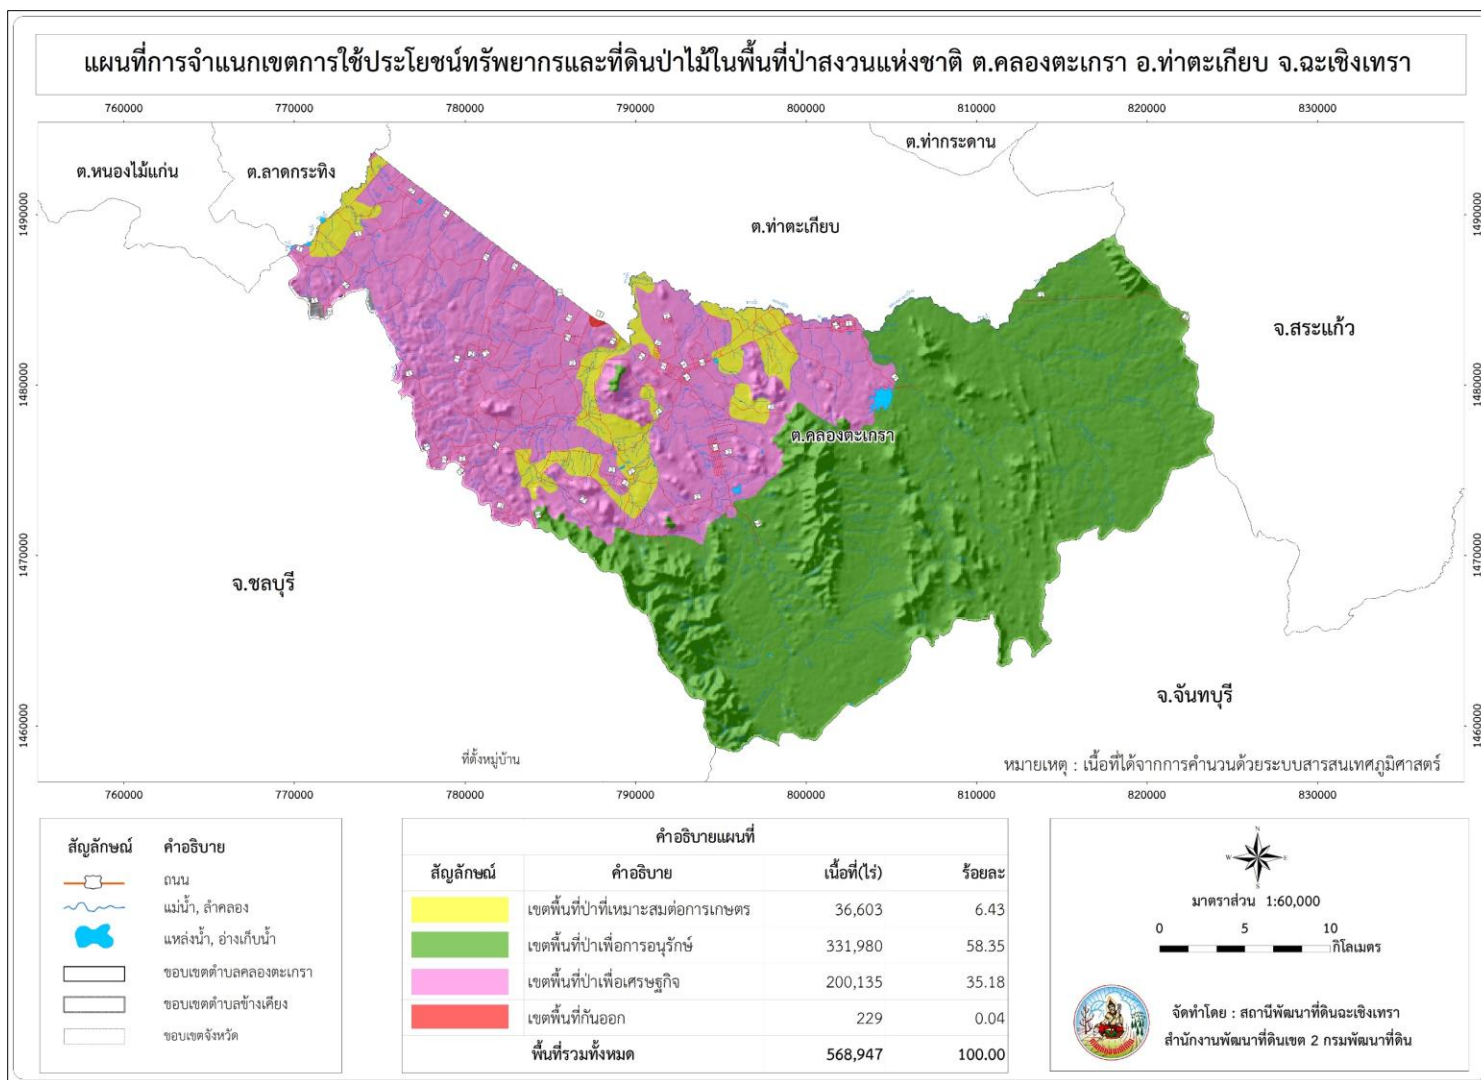 แผนที่การจำแนกเขตการใช้ประโยชน์ทรัพยากรและที่ดินป่าไม้ในพื้นที่ป่าสงวนแห่งชาติ ต.คลองตะเกรา อ.ท่าตะเกียบ จ.ฉะเชิงเทรา
760000 770000 780000 790000 800000 810000 820000 830000
ต.ท่ากระดาน
ต.หนองไม้แก่น
ต.ลาดกระทิง
1490000 1490000
ต.ท่าตะเกียบ
จ.สระแก้ว
1480000 1480000
ต.คลองตะเกรา
1470000 1470000
จ.ชลบุรี
จ.จันทบุรี
1460000 1460000
ที่ตั้งหมู่บ้าน
หมายเหตุ : เนื้อที่ได้จากการคำนวนด้วยระบบสารสนเทศภูมิศาสตร์
760000 770000 780000 790000 800000 810000 820000 830000
สัญลักษณ์ คำอธิบาย
ถนน
แม่น้ำ, ลำคลอง
แหล่งน้ำ, อ่างเก็บน้ำ
ขอบเขตตำบลคลองตะเกรา
ขอบเขตตำบลข้างเคียง
ขอบเขตจังหวัด
คำอธิบายแผนที่
สัญลักษณ์ คำอธิบาย เนื้อที่(ไร่) ร้อยละ
เขตพื้นที่ป่าที่เหมาะสมต่อการเกษตร 36,603 6.43
เขตพื้นที่ป่าเพื่อการอนุรักษ์ 331,980 58.35
เขตพื้นที่ป่าเพื่อเศรษฐกิจ 200,135 35.18
เขตพื้นที่กันออก 229 0.04
พื้นที่รวมทั้งหมด 568,947 100.00
N
W E
S
มาตราส่วน 1:60,000
0 5 10
กิโลเมตร
จัดทำโดย : สถานีพัฒนาที่ดินฉะเชิงเทรา
สำนักงานพัฒนาที่ดินเขต 2 กรมพัฒนาที่ดิน